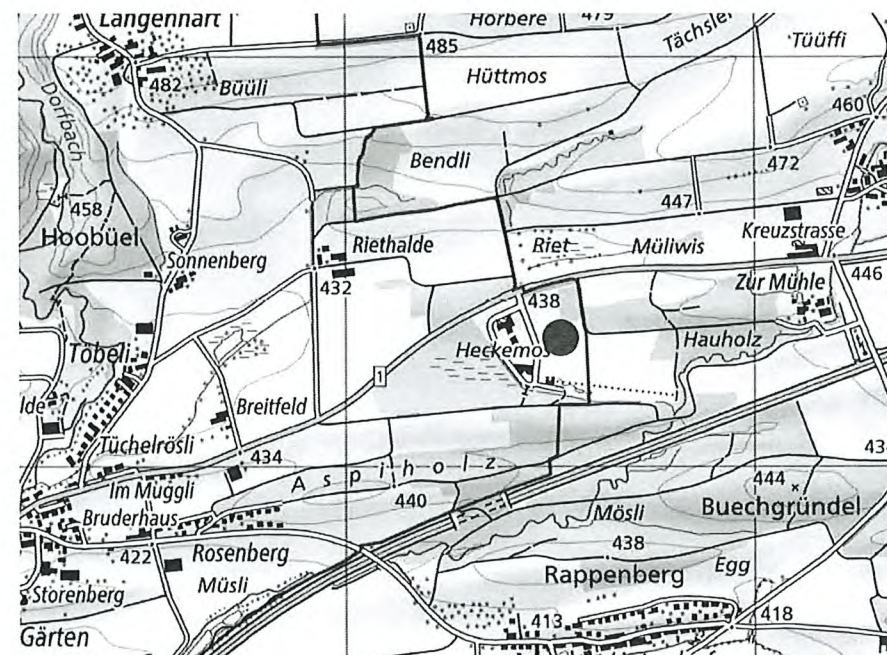 Langenhart
Horbere
479
485
Tächsler
Tüüffi
482
Büüli
Hüttmos
460
Dorfbach
Bendli
472
458
447
Hoobüel
Riethalde
Riet
Müliwis
Kreuzstrasse
Sonnenberg
432
438
Zur Mühle
446
Töbeli
1
Heckemos
Hauholz
Breitfeld
Tüchelrösli
434
Aspiholz
444
Im Müggli
440
Buechgründel
Bruderhaus
Mösli
422
Rosenberg
438
Egg
Müsli
Rappenberg
Storenberg
413
418
Gärten